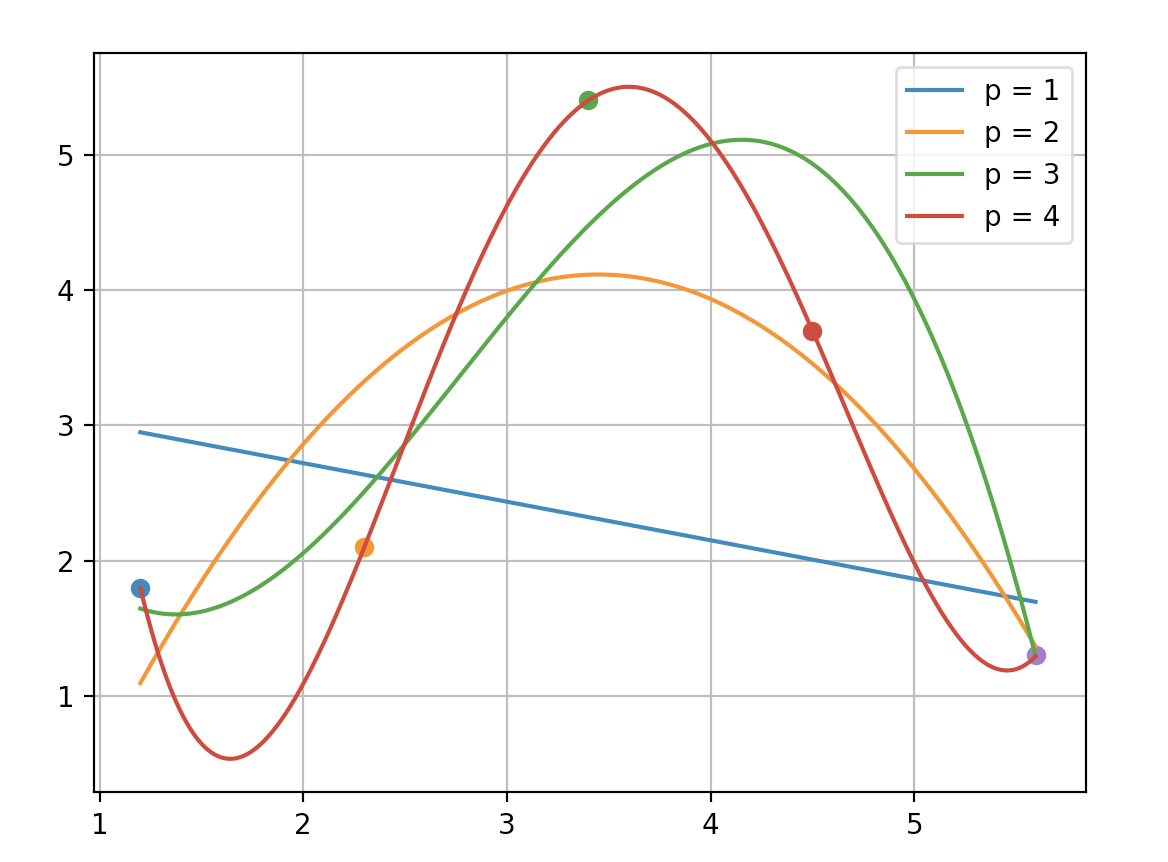 p = 1
p = 2
p = 3
p = 4
5
4
3
2
1
1 2 3 4 5